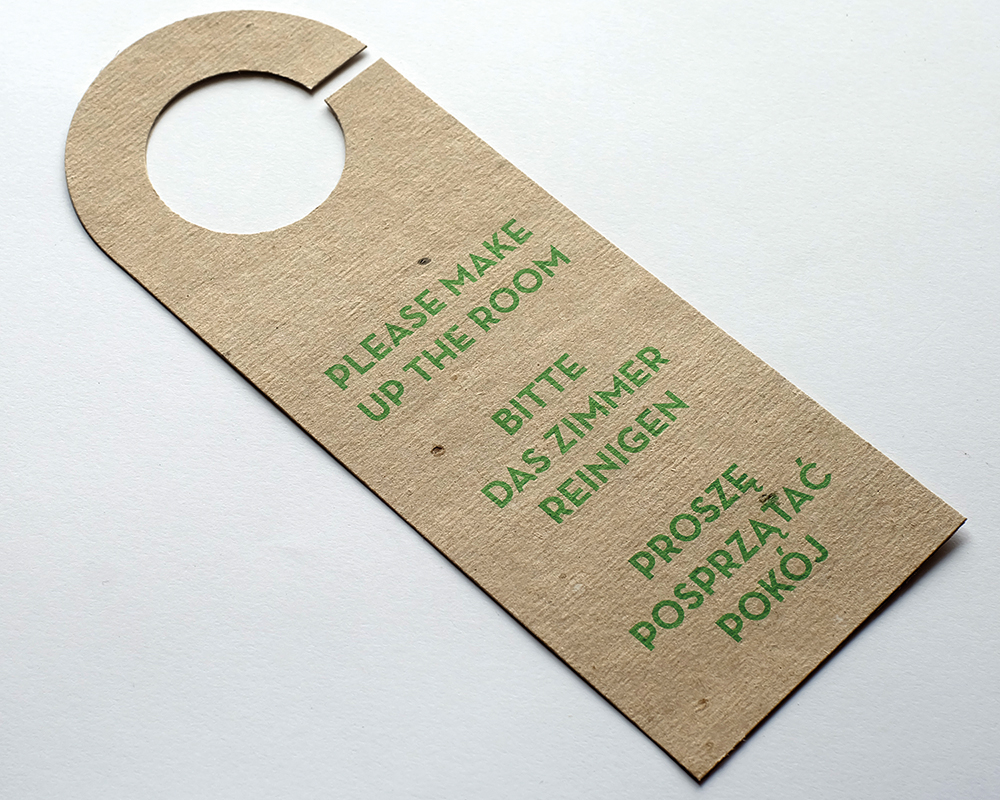 PLEASE MAKE
UP THE ROOM
BITTE
DAS ZIMMER
REINIGEN
PROSZĘ
POSPRZĄTAĆ
POKÓJ